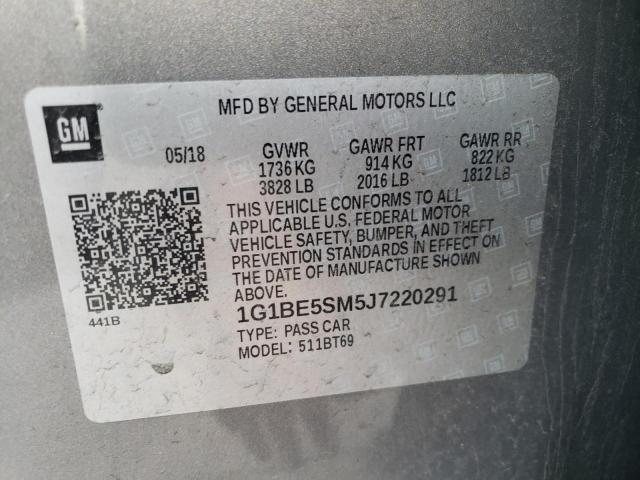 GM
MFD BY GENERAL MOTORS LLC
05/18
GVWR
1736 KG
3828 LB
GAWR FRT
914 KG
2016 LB
GAWR RR
822 KG
1812 LB
THIS VEHICLE CONFORMS TO ALL
APPLICABLE U.S. FEDERAL MOTOR
VEHICLE SAFETY, BUMPER, AND THEFT
PREVENTION STANDARDS IN EFFECT ON
THE DATE OF MANUFACTURE SHOWN
ABOVE.
1G1BE5SM5J7220291
TYPE: PASS CAR
MODEL: 511BT69
441B